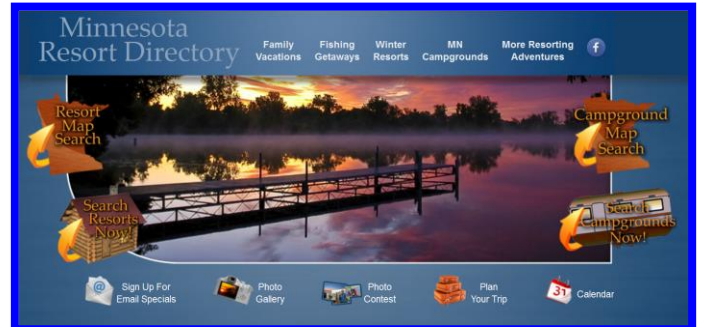 Minnesota
Resort Directory
Family
Vacations
Fishing
Getaways
Winter
Resorts
MN
Campgrounds
More Resorting
Adventures
f
Resort
Map
Search
Campground
Map
Search
Search
Resorts
Now!
Search
Campgrounds
Now!
@
Sign Up For
Email Specials
Photo
Gallery
Photo
Contest
Plan
Your Trip
31
Calendar